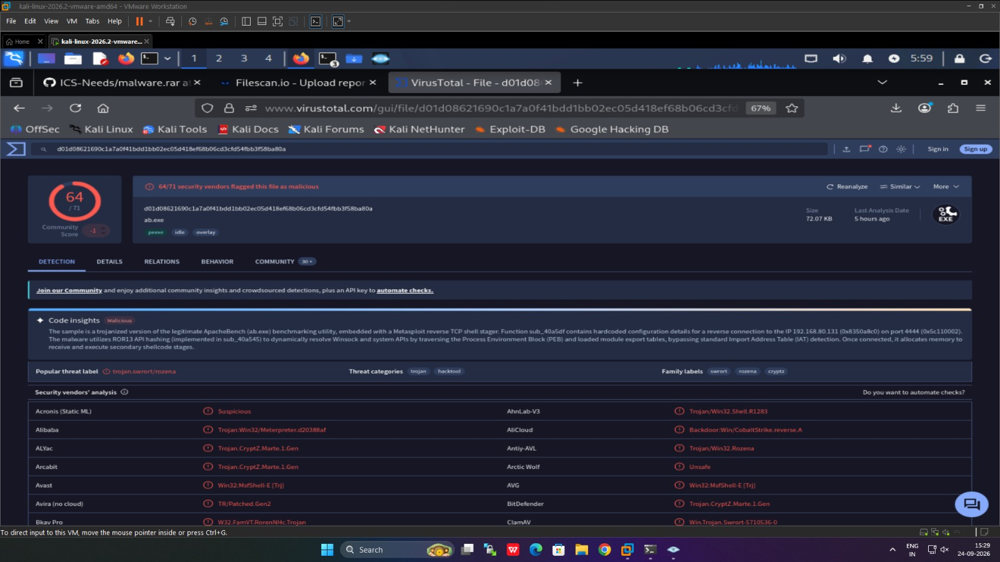 kali-linux-2026.2-vmware-amd64 - VMware Workstation
File Edit View VM Tabs Help
Home kali-linux-2026.2-vmware...
1 2 3 4 3 5:59
ICS-Needs/malware.rar at Filescan.io - Upload repor VirusTotal - File - d01d08
www.virustotal.com/gui/file/d01d08621690c1a7a0f41bdd1bb02ec05d418ef68b06cd3cfd 67%
OffSec Kali Linux Kali Tools Kali Docs Kali Forums Kali NetHunter Exploit-DB Google Hacking DB
d01d08621690c1a7a0f41bdd1bb02ec05d418ef68b06cd3cfd54fbb3f58ba80a Sign in Sign up
64 / 71
Community Score -1
64/71 security vendors flagged this file as malicious Reanalyze Similar More
d01d08621690c1a7a0f41bdd1bb02ec05d418ef68b06cd3cfd54fbb3f58ba80a
ab.exe
peexe idle overlay
Size
72.07 KB
Last Analysis Date
5 hours ago
EXE
DETECTION DETAILS RELATIONS BEHAVIOR COMMUNITY 30+
Join our Community and enjoy additional community insights and crowdsourced detections, plus an API key to automate checks.
Code insights Malicious
The sample is a trojanized version of the legitimate ApacheBench (ab.exe) benchmarking utility, embedded with a Metasploit reverse TCP shell stager. Function sub_40a5df contains hardcoded configuration details for a reverse connection to the IP 192.168.80.131 (0x8350a8c0) on port 4444 (0x5c110002).
The malware utilizes ROR13 API hashing (implemented in sub_40a545) to dynamically resolve Winsock and system APIs by traversing the Process Environment Block (PEB) and loaded module export tables, bypassing standard Import Address Table (IAT) detection. Once connected, it allocates memory to
receive and execute secondary shellcode stages.
Popular threat label trojan.swrort/rozena Threat categories trojan hacktool Family labels swrort rozena cryptz
Security vendors' analysis Do you want to automate checks?
Acronis (Static ML) Suspicious AhnLab-V3 Trojan/Win32.Shell.R1283
Alibaba Trojan:Win32/Meterpreter.d20388af AliCloud Backdoor:Win/CobaltStrike.reverse.A
ALYac Trojan.CryptZ.Marte.1.Gen Antiy-AVL Trojan/Win32.Rozena
Arcabit Trojan.CryptZ.Marte.1.Gen Arctic Wolf Unsafe
Avast Win32:MsfShell-E [Trj] AVG Win32:MsfShell-E [Trj]
Avira (no cloud) TR/Patched.Gen2 BitDefender Trojan.CryptZ.Marte.1.Gen
Bkav Pro W32.FamVT.RorenNHc.Trojan ClamAV Win.Trojan.Swrort-5710536-0
To direct input to this VM, move the mouse pointer inside or press Ctrl+G.
Search
ENG
IN
15:29
24-09-2026